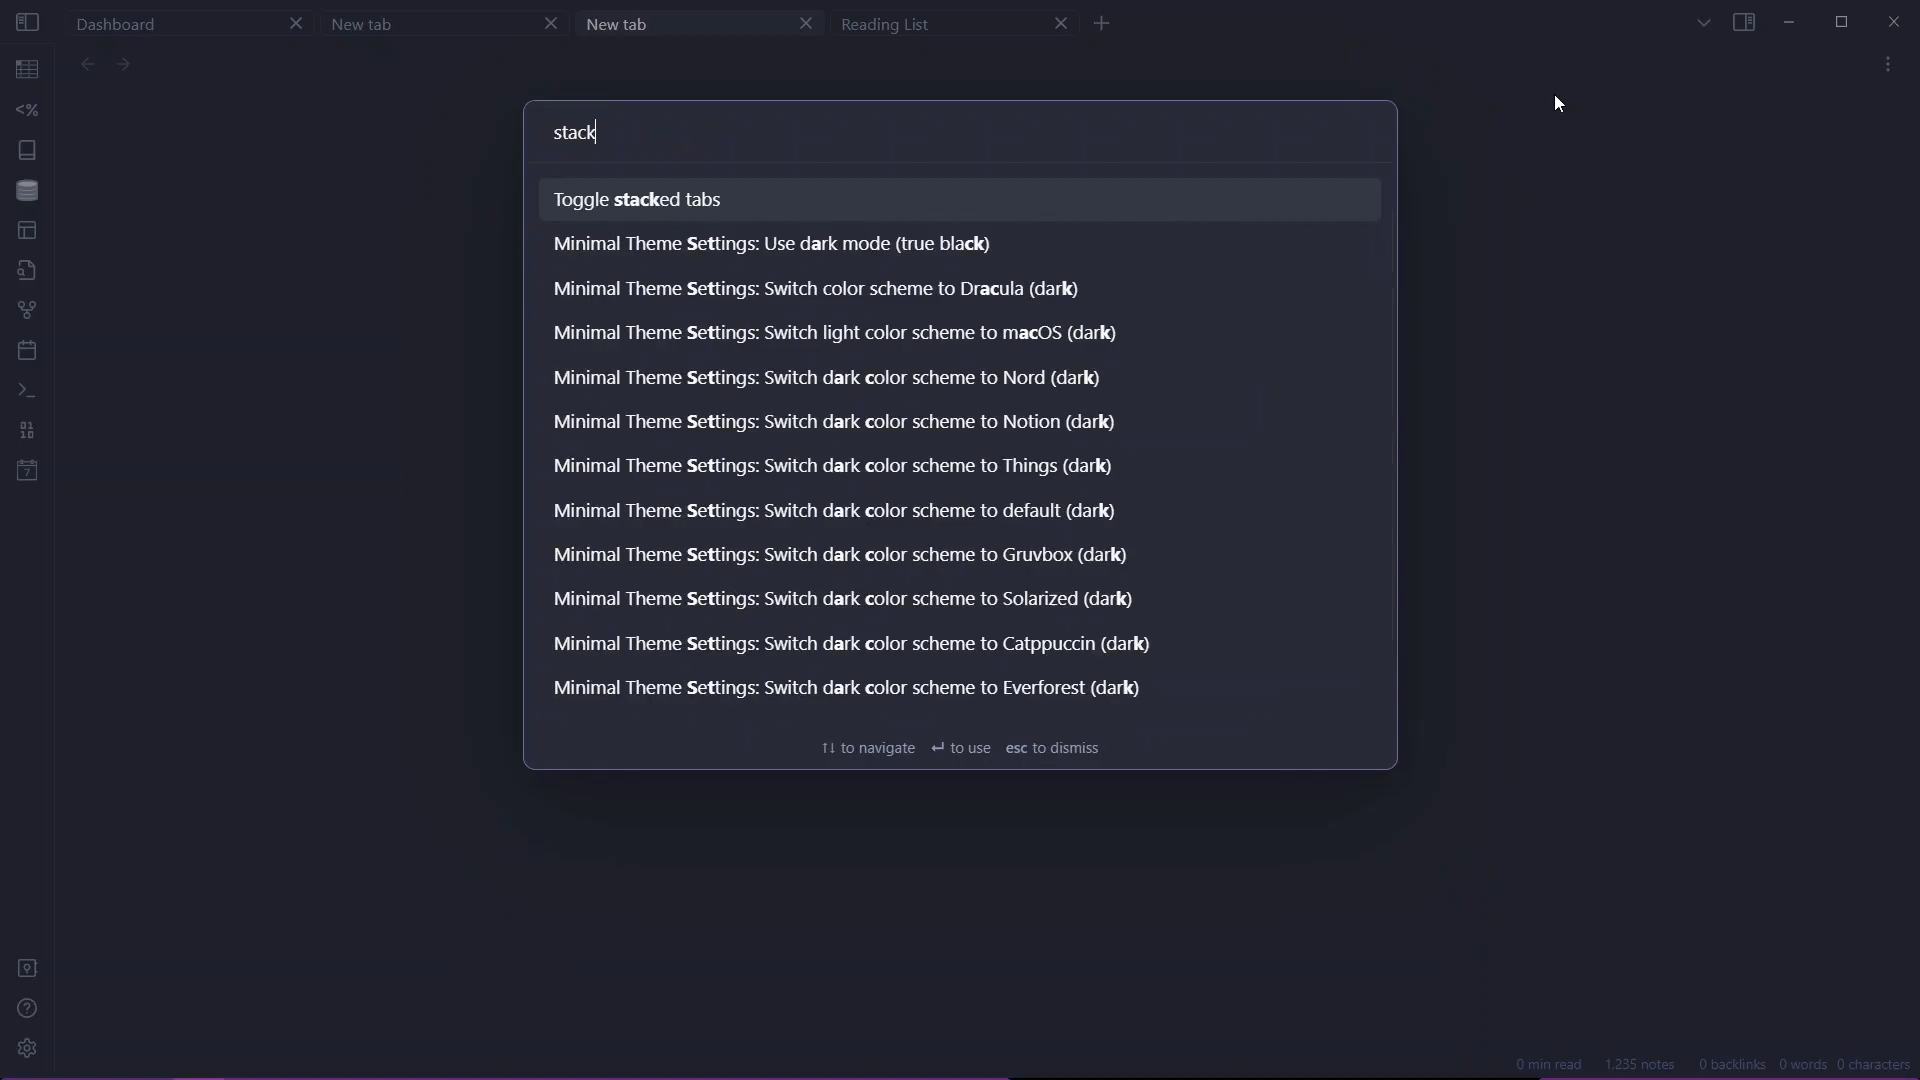 Dashboard
New tab
New tab
Reading List
stack
Toggle stacked tabs
Minimal Theme Settings: Use dark mode (true black)
Minimal Theme Settings: Switch color scheme to Dracula (dark)
Minimal Theme Settings: Switch light color scheme to macOS (dark)
Minimal Theme Settings: Switch dark color scheme to Nord (dark)
Minimal Theme Settings: Switch dark color scheme to Notion (dark)
Minimal Theme Settings: Switch dark color scheme to Things (dark)
Minimal Theme Settings: Switch dark color scheme to default (dark)
Minimal Theme Settings: Switch dark color scheme to Gruvbox (dark)
Minimal Theme Settings: Switch dark color scheme to Solarized (dark)
Minimal Theme Settings: Switch dark color scheme to Catppuccin (dark)
Minimal Theme Settings: Switch dark color scheme to Everforest (dark)
↑↓ to navigate ↵ to use esc to dismiss
0 min read 1,235 notes 0 backlinks 0 words 0 characters